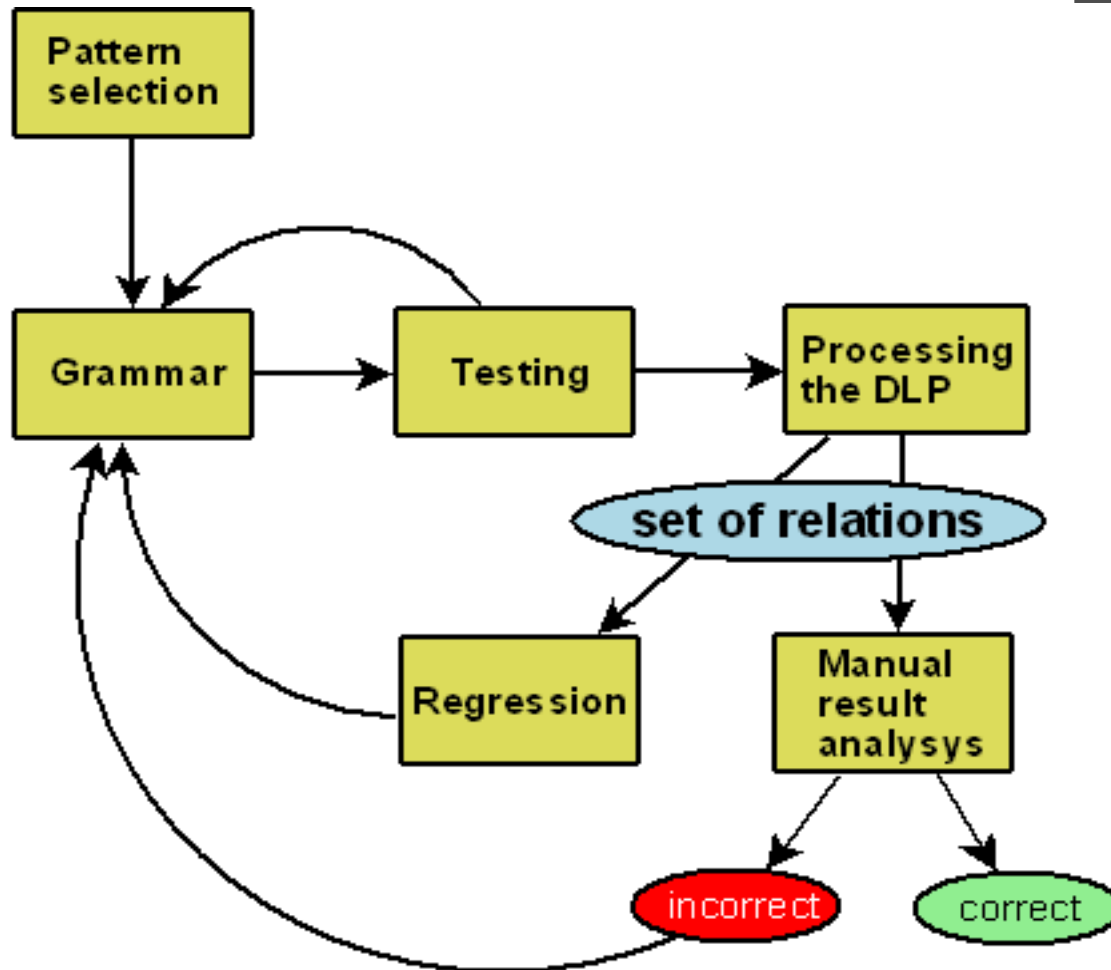 Pattern
selection
Grammar
Testing
Processing
the DLP
set of relations
Regression
Manual
result
analysys
incorrect
correct